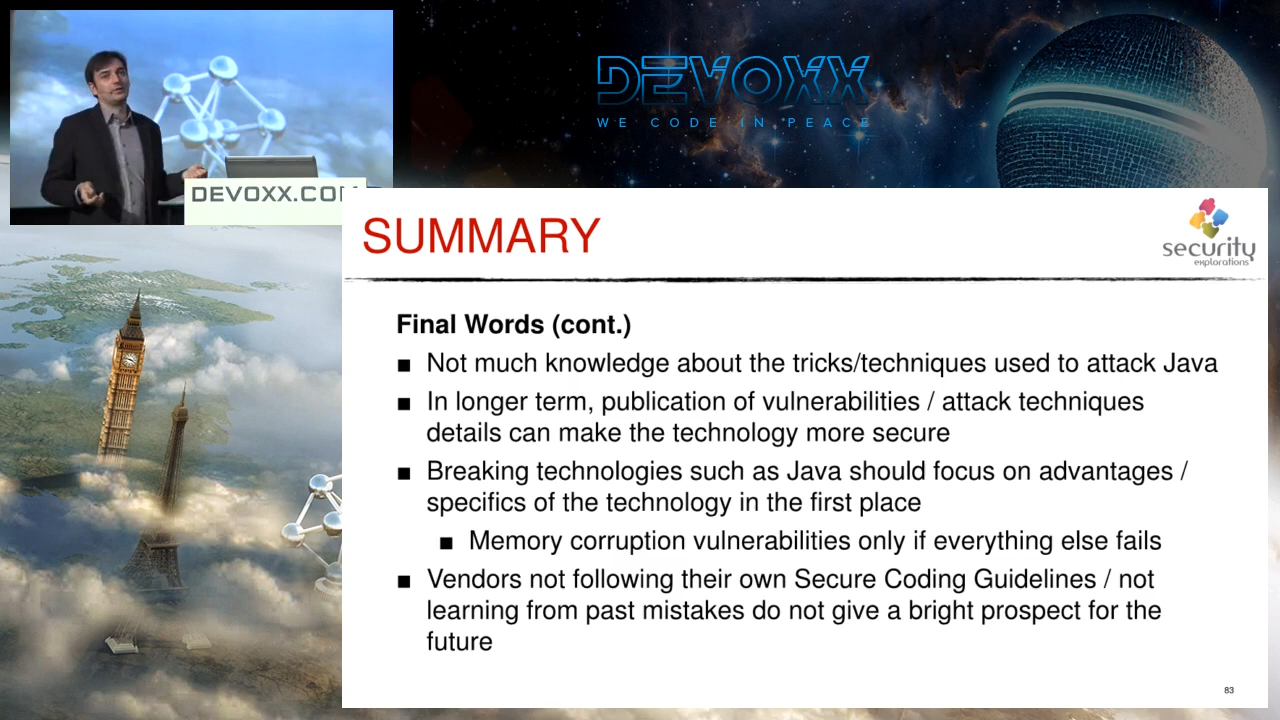 DEVOXX
WE CODE IN PEACE
DEVOXX.COM
SUMMARY
security
explorations
Final Words (cont.)
■ Not much knowledge about the tricks/techniques used to attack Java
■ In longer term, publication of vulnerabilities / attack techniques
details can make the technology more secure
■ Breaking technologies such as Java should focus on advantages /
specifics of the technology in the first place
■ Memory corruption vulnerabilities only if everything else fails
■ Vendors not following their own Secure Coding Guidelines / not
learning from past mistakes do not give a bright prospect for the
future
83